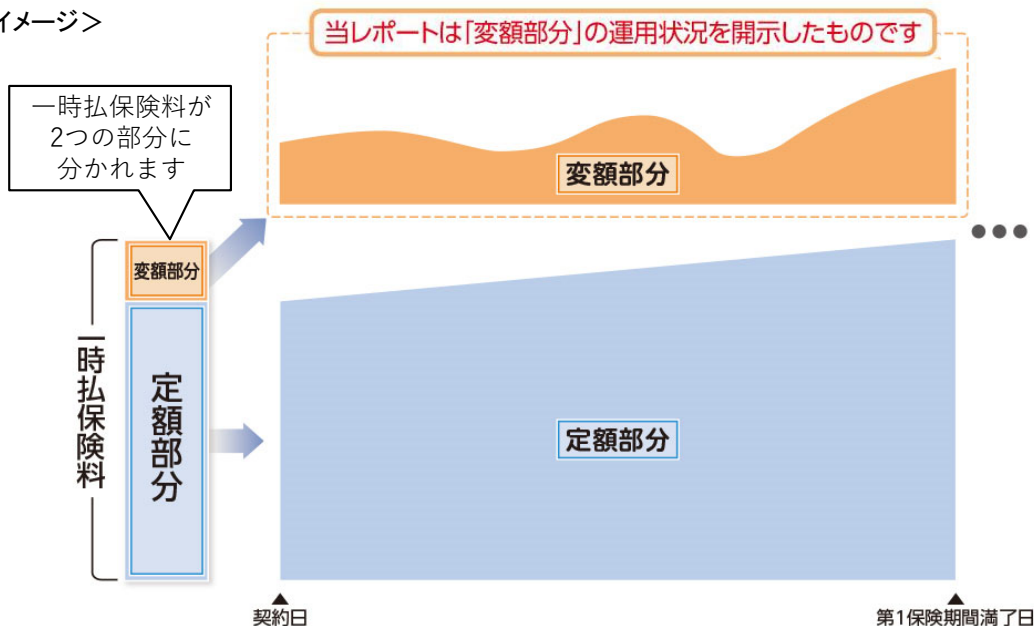 イメージ>
当レポートは「変額部分」の運用状況を開示したものです
一時払保険料が
2つの部分に
分かれます
変額部分
変額部分
一時払保険料
定額部分
定額部分
●●●
▲
契約日
▲
第1保険期間満了日